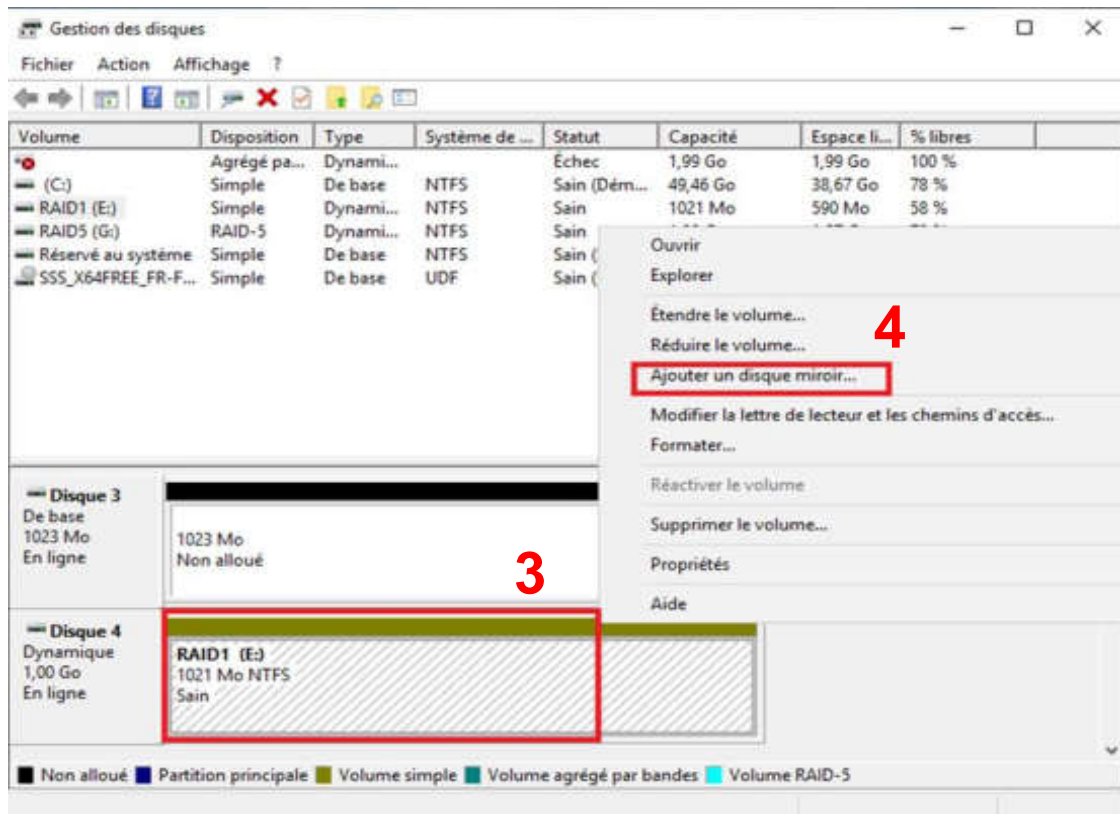 Gestion des disques
Fichier Action Affichage ?
Volume Disposition Type Système de ... Statut Capacité Espace li... % libres
Agrégé pa... Dynami... Échec 1,99 Go 1,99 Go 100 %
(C:) Simple De base NTFS Sain (Dém... 49,46 Go 38,67 Go 78 %
RAID1 (E:) Simple Dynami... NTFS Sain 1021 Mo 590 Mo 58 %
RAID5 (G:) RAID-5 Dynami... NTFS Sain
Réservé au système Simple De base NTFS Sain (
SSS_X64FREE_FR-F... Simple De base UDF Sain (
Ouvrir
Explorer
Étendre le volume...
4
Réduire le volume...
Ajouter un disque miroir...
Modifier la lettre de lecteur et les chemins d'accès...
Formater...
Réactiver le volume
Supprimer le volume...
Propriétés
Aide
Disque 3
De base
1023 Mo
En ligne
1023 Mo
Non alloué
3
Disque 4
Dynamique
1,00 Go
En ligne
RAID1 (E:)
1021 Mo NTFS
Sain
Non alloué Partition principale Volume simple Volume agrégé par bandes Volume RAID-5